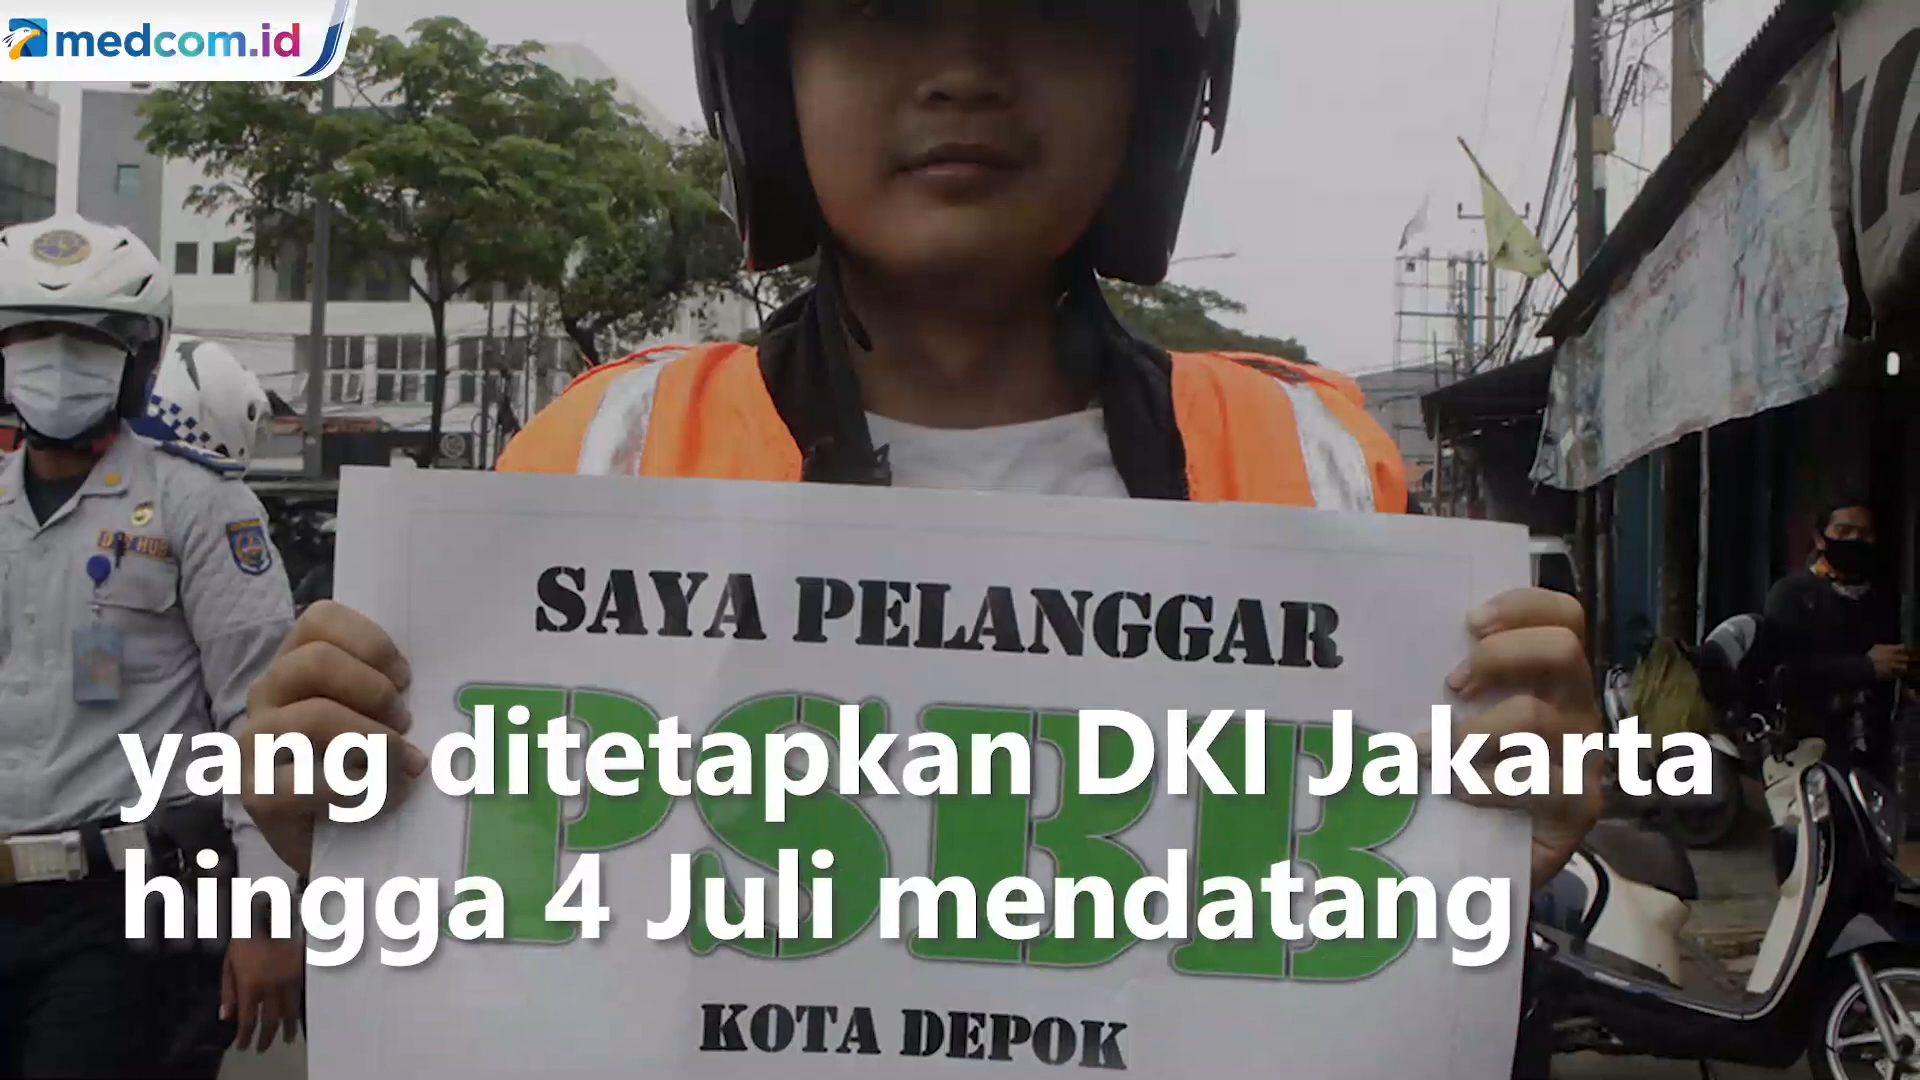 medcom.id
SAYA PELANGGAR
PSBB
yang ditetapkan DKI Jakarta
hingga 4 Juli mendatang
KOTA DEPOK